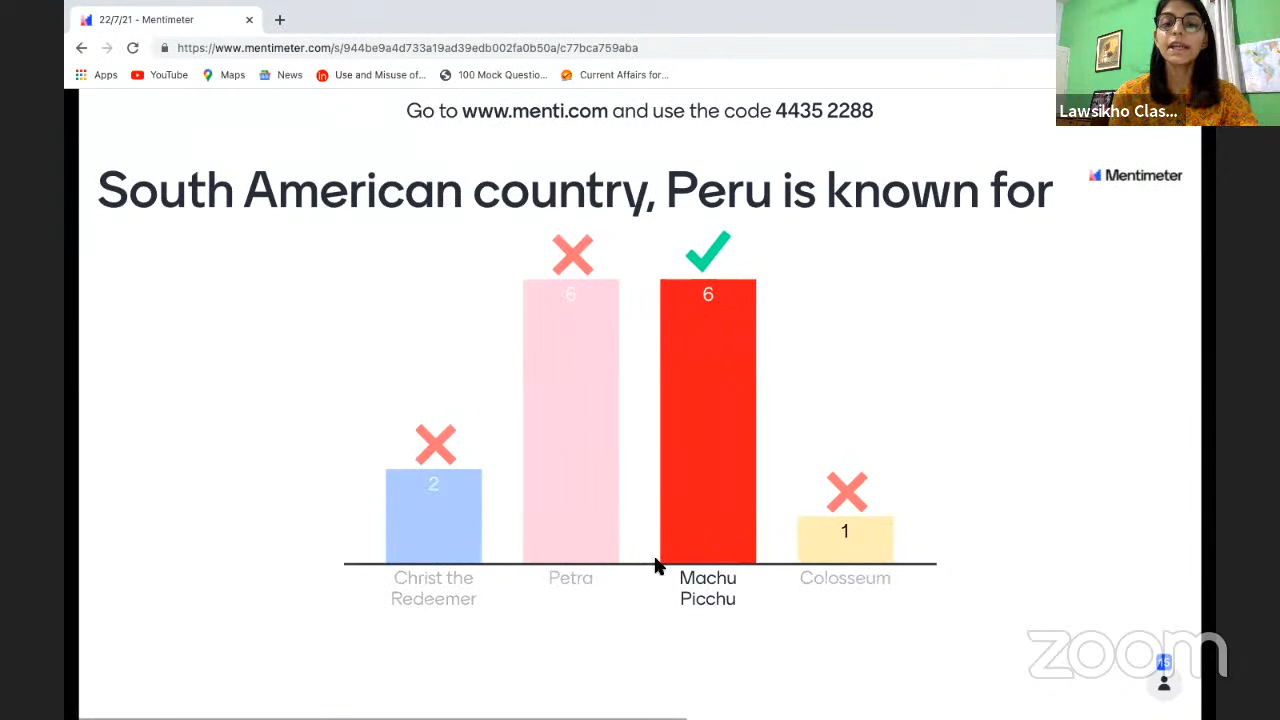 22/7/21 - Mentimeter
https://www.mentimeter.com/s/944be9a4d733a19ad39edb002fa0b50a/c77bca759aba
Apps YouTube Maps News Use and Misuse of... 100 Mock Questio... Current Affairs for...
Lawsikho Clas...
Go to www.menti.com and use the code 4435 2288
South American country, Peru is known for
Mentimeter
6
6
2
1
Christ the Redeemer
Petra
Machu Picchu
Colosseum
zoom
15